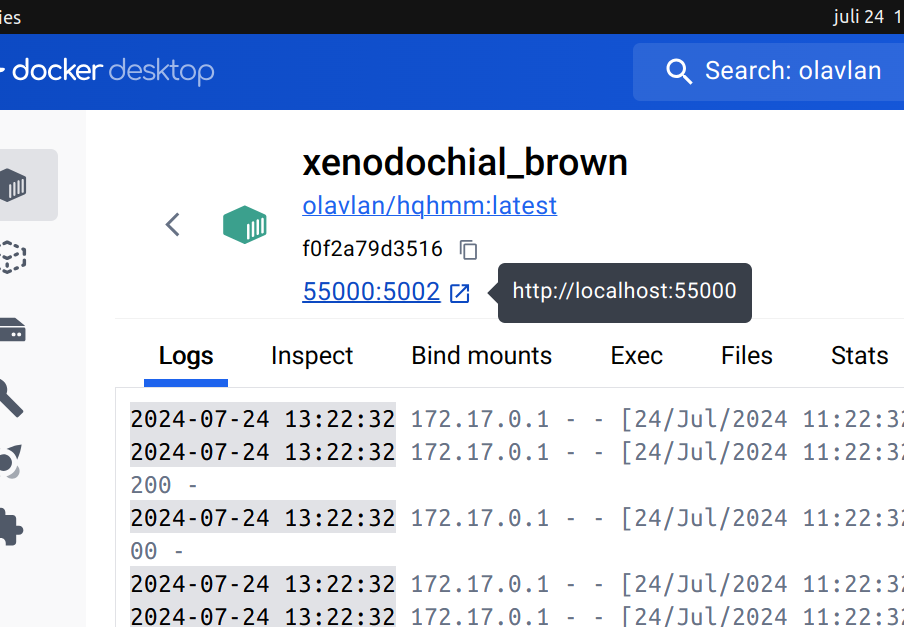 ies
juli 24 1
docker desktop
Search: olavlan
xenodochial_brown
olavlan/hqhmm:latest
f0f2a79d3516
55000:5002
http://localhost:55000
Logs Inspect Bind mounts Exec Files Stats
2024-07-24 13:22:32 172.17.0.1 - - [24/Jul/2024 11:22:32
2024-07-24 13:22:32 172.17.0.1 - - [24/Jul/2024 11:22:32
200 -
2024-07-24 13:22:32 172.17.0.1 - - [24/Jul/2024 11:22:32
00 -
2024-07-24 13:22:32 172.17.0.1 - - [24/Jul/2024 11:22:32
2024-07-24 13:22:32 172.17.0.1 - - [24/Jul/2024 11:22:32